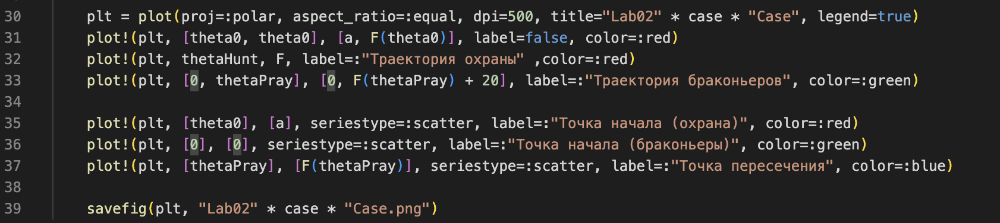 30 plt = plot(proj=:polar, aspect_ratio=:equal, dpi=500, title="Lab02" * case * "Case", legend=true)
31 plot!(plt, [theta0, theta0], [a, F(theta0)], label=false, color=:red)
32 plot!(plt, thetaHunt, F, label=:"Траектория охраны" ,color=:red)
33 plot!(plt, [0, thetaPray], [0, F(thetaPray) + 20], label=:"Траектория браконьеров", color=:green)
34
35 plot!(plt, [theta0], [a], seriestype=:scatter, label=:"Точка начала (охрана)", color=:red)
36 plot!(plt, [0], [0], seriestype=:scatter, label=:"Точка начала (браконьеры)", color=:green)
37 plot!(plt, [thetaPray], [F(thetaPray)], seriestype=:scatter, label=:"Точка пересечения", color=:blue)
38
39 savefig(plt, "Lab02" * case * "Case.png")